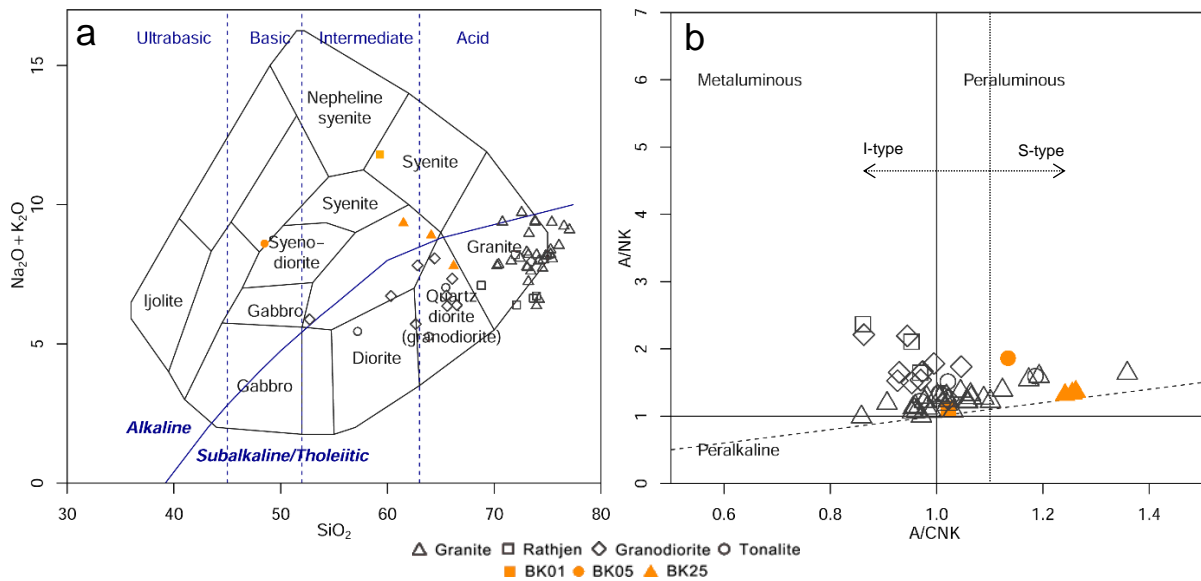 a
Ultrabasic Basic Intermediate Acid
Nepheline
syenite
Syenite
Syenite
Syeno–
diorite
Granite
Ijolite
Gabbro
Quartz
diorite
(granodiorite)
Diorite
Gabbro
Alkaline
Subalkaline/Tholeiitic
Na₂O + K₂O
0 5 10 15
30 40 50 60 70 80
SiO₂
b
Metaluminous Peraluminous
I-type S-type
Peralkaline
A/NK
0 1 2 3 4 5 6 7
0.6 0.8 1.0 1.2 1.4
A/CNK
Granite Rathjen Granodiorite Tonalite
BK01 BK05 BK25